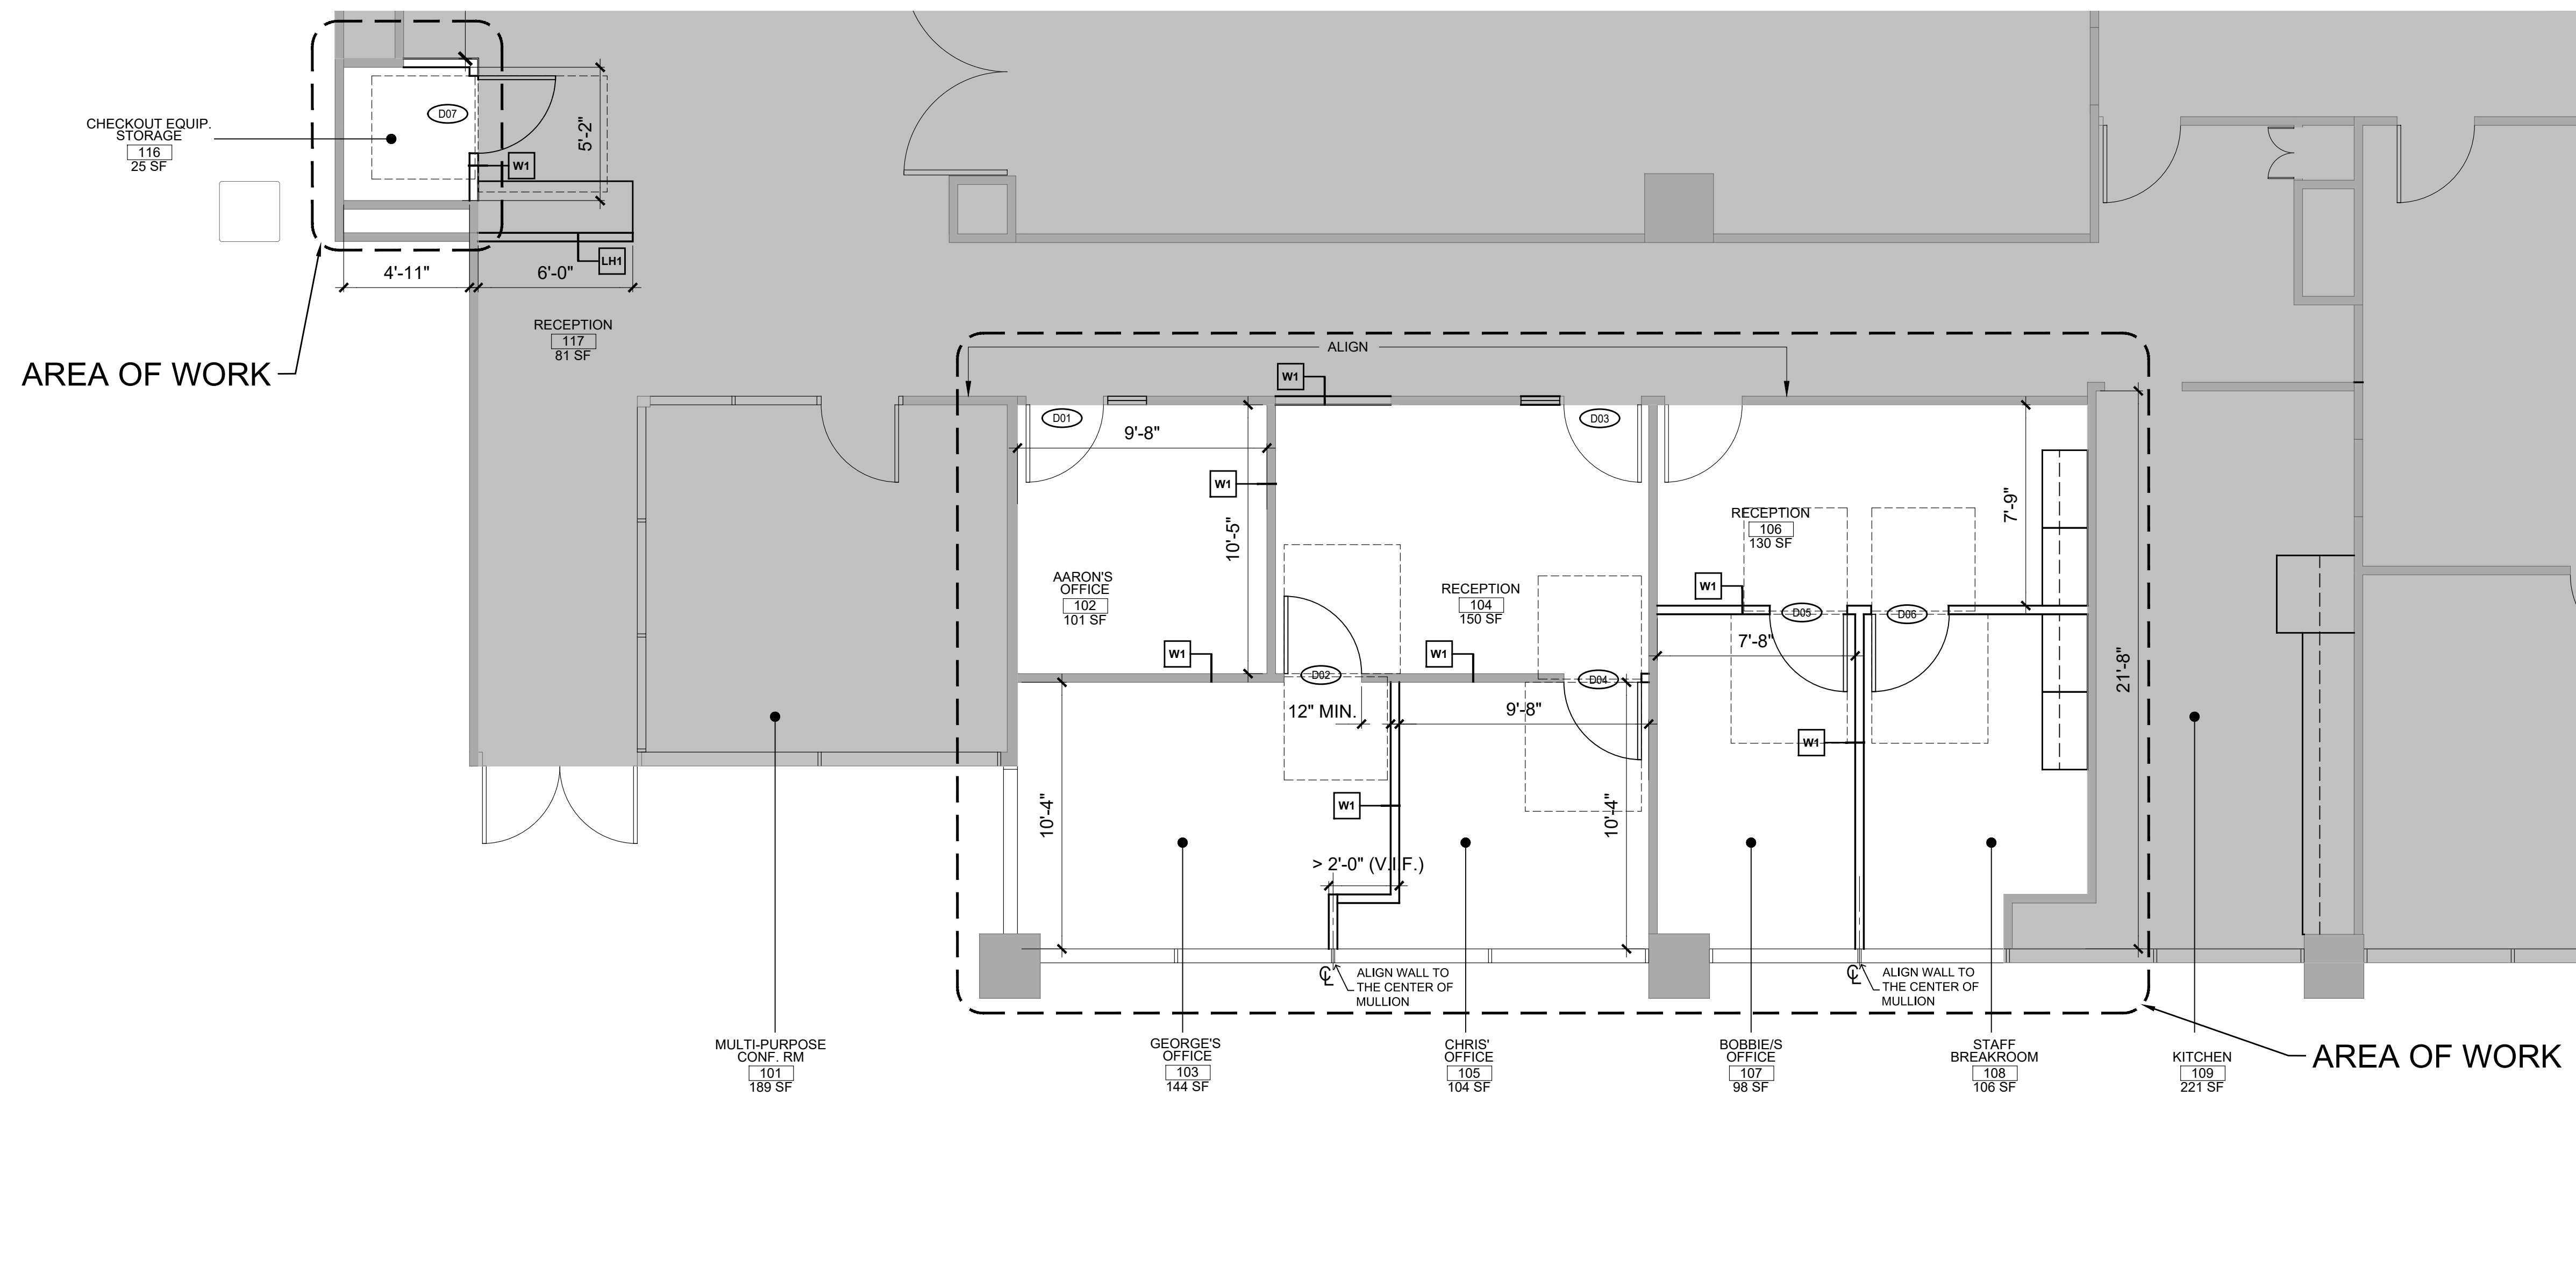 D07
CHECKOUT EQUIP.
STORAGE
116
25 SF
5'-2"
W1
LH1
4'-11"
6'-0"
RECEPTION
117
81 SF
AREA OF WORK
ALIGN
W1
D01
D03
9'-8"
W1
10'-5"
7'-9"
RECEPTION
106
130 SF
AARON'S
OFFICE
102
101 SF
RECEPTION
104
150 SF
W1
D05
D06
7'-8"
W1
W1
D02
D04
21'-8"
12" MIN.
9'-8"
W1
10'-4"
W1
10'-4"
> 2'-0" (V.I.F.)
CL
ALIGN WALL TO
THE CENTER OF
MULLION
CL
ALIGN WALL TO
THE CENTER OF
MULLION
MULTI-PURPOSE
CONF. RM
101
189 SF
GEORGE'S
OFFICE
103
144 SF
CHRIS'
OFFICE
105
104 SF
BOBBIE/S
OFFICE
107
98 SF
STAFF
BREAKROOM
108
106 SF
KITCHEN
109
221 SF
AREA OF WORK